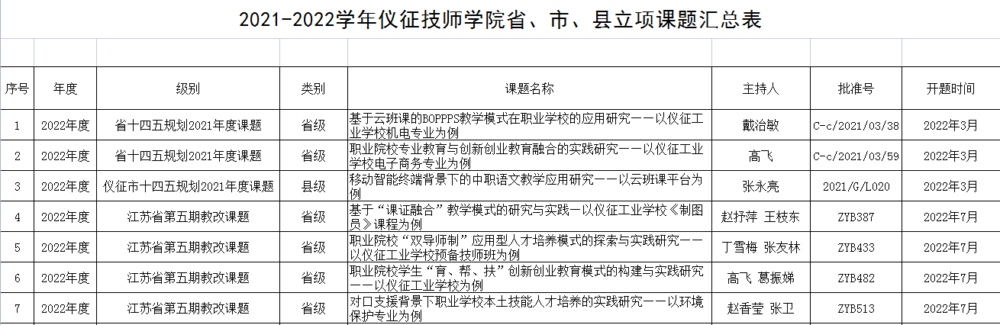 2021-2022学年仪征技师学院省、市、县立项课题汇总表
序号 年度 级别 类别 课题名称 主持人 批准号 开题时间
1 2022年度 省十四五规划2021年度课题 省级 基于云班课的BOPPPS教学模式在职业学校的应用研究——以仪征工 戴治敏 C-c/2021/03/38 2022年3月
业学校机电专业为例
2 2022年度 省十四五规划2021年度课题 省级 职业院校专业教育与创新创业教育融合的实践研究——以仪征工业 高飞 C-c/2021/03/59 2022年3月
学校电子商务专业为例
3 2022年度 仪征市十四五规划2021年度课题 县级 移动智能终端背景下的中职语文教学应用研究——以云班课平台为 张永亮 2021/G/L020 2022年3月
例
4 2022年度 江苏省第五期教改课题 省级 基于“课证融合”教学模式的研究与实践—以仪征工业学校《制图 赵抒萍 王枝东 ZYB387 2022年7月
员》课程为例
5 2022年度 江苏省第五期教改课题 省级 职业院校“双导师制”应用型人才培养模式的探索与实践研究—— 丁雪梅 张友林 ZYB433 2022年7月
以仪征工业学校预备技师班为例
6 2022年度 江苏省第五期教改课题 省级 职业院校学生“育、帮、扶”创新创业教育模式的构建与实践研究 高飞 葛振娣 ZYB482 2022年7月
——以仪征工业学校为例
7 2022年度 江苏省第五期教改课题 省级 对口支援背景下职业学校本土技能人才培养的实践研究——以环境 赵香莹 张卫 ZYB513 2022年7月
保护专业为例